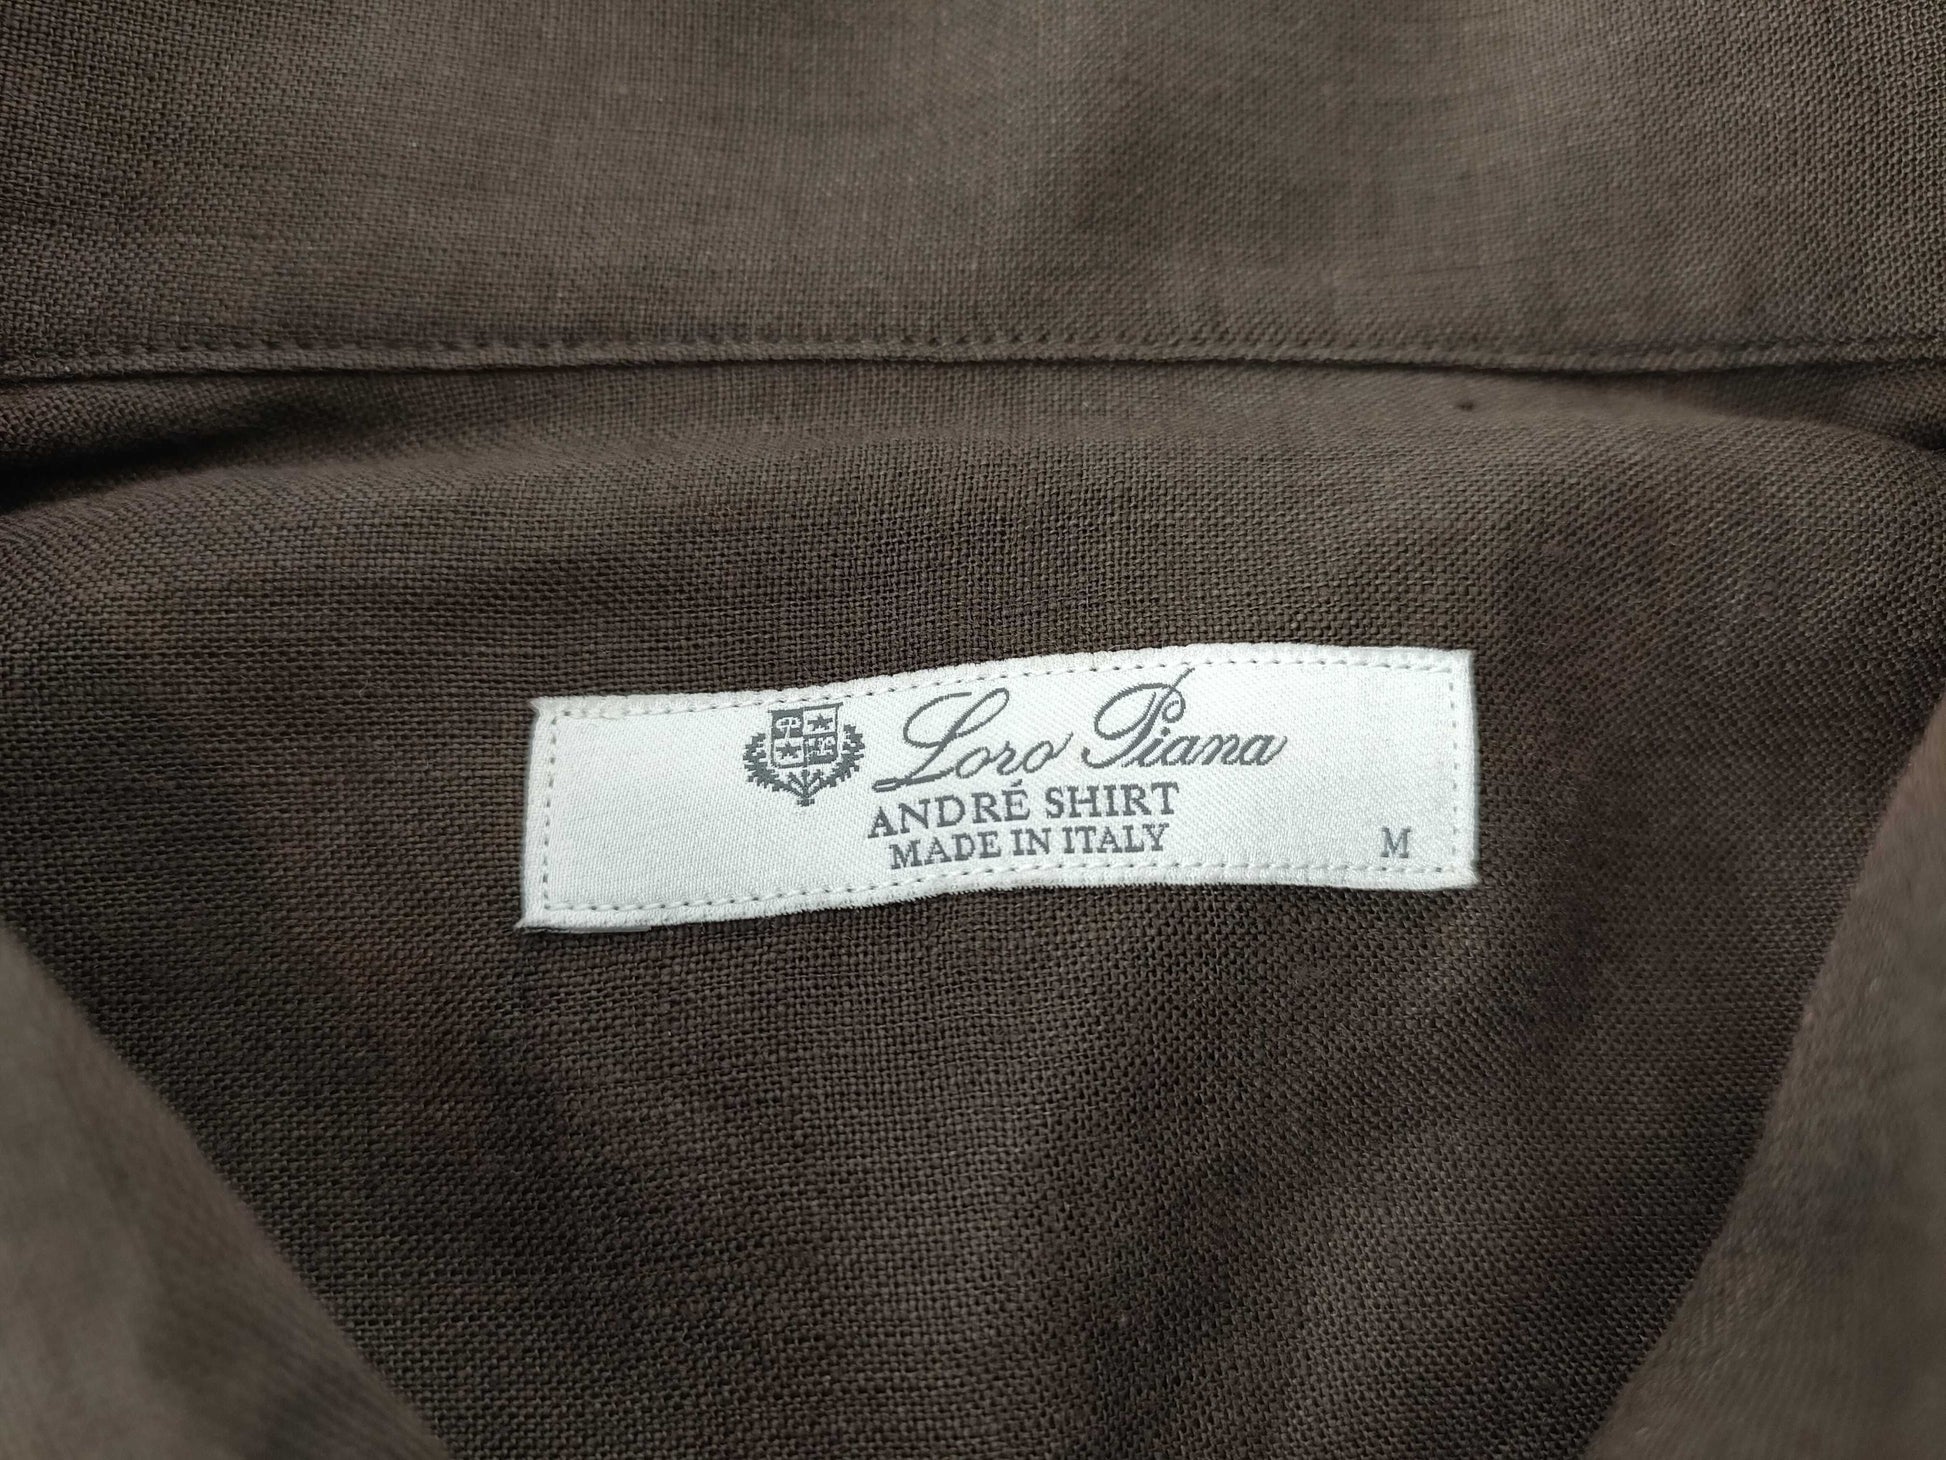 Loro Piana
ANDRÉ SHIRT
MADE IN ITALY
M